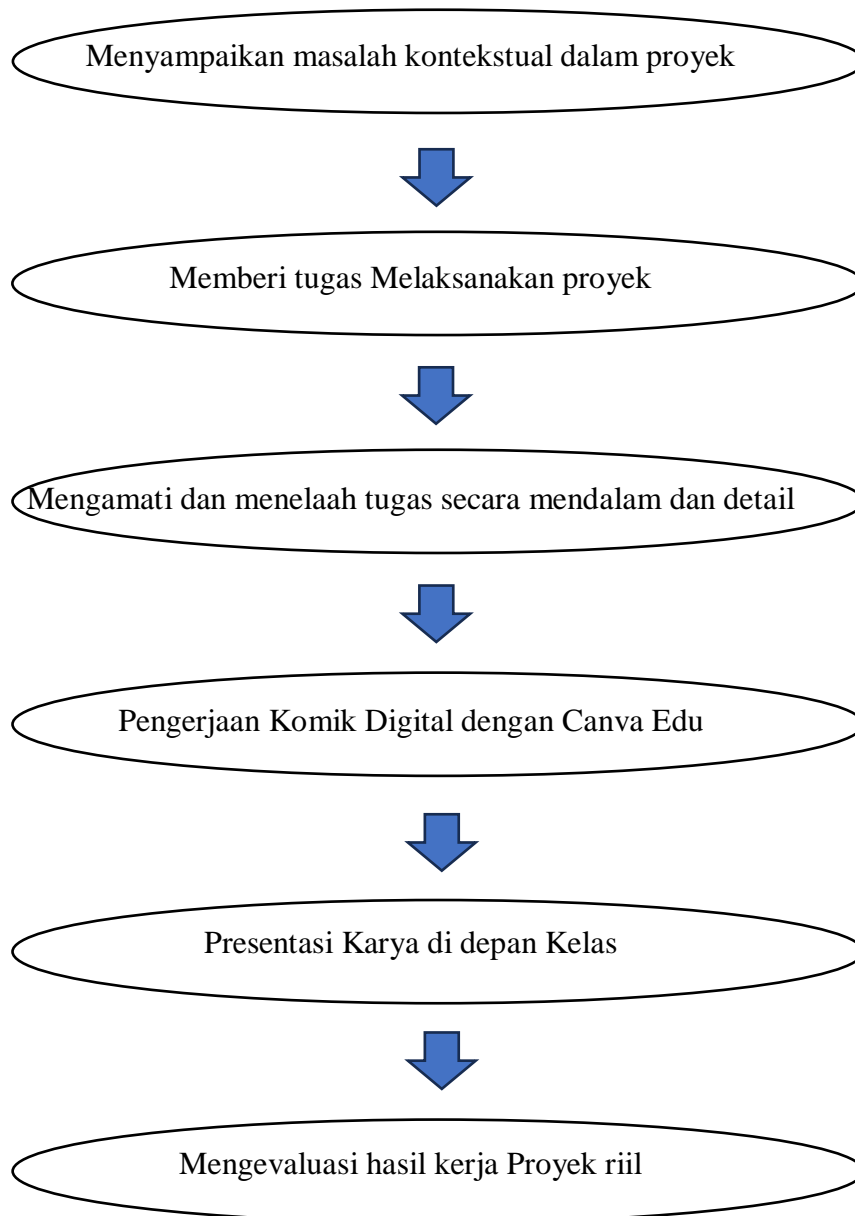 Menyampaikan masalah kontekstual dalam proyek
Memberi tugas Melaksanakan proyek
Mengamati dan menelaah tugas secara mendalam dan detail
Pengerjaan Komik Digital dengan Canva Edu
Presentasi Karya di depan Kelas
Mengevaluasi hasil kerja Proyek riil